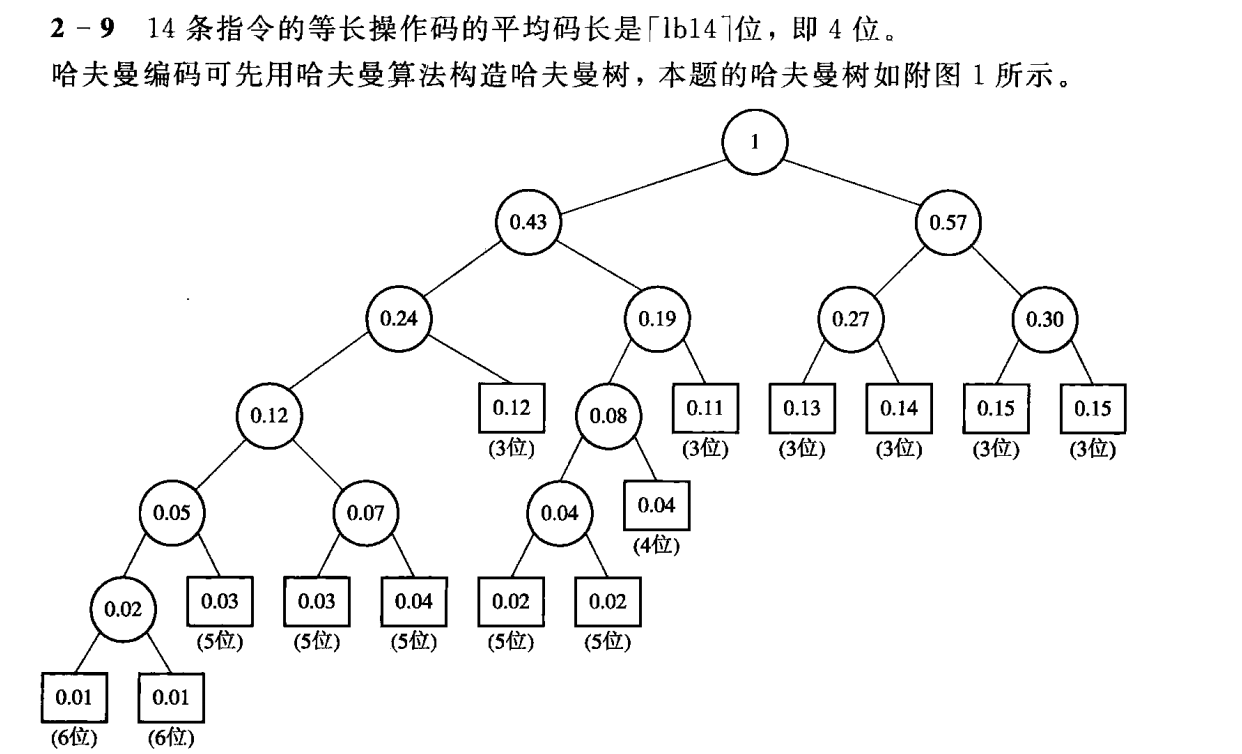 2-9 14 条指令的等长操作码的平均码长是⌈lb14⌉位，即 4 位。
哈夫曼编码可先用哈夫曼算法构造哈夫曼树，本题的哈夫曼树如附图 1 所示。
1
0.43 0.57
0.24 0.19 0.27 0.30
0.12 0.12 0.08 0.11 0.13 0.14 0.15 0.15
(3位) (3位) (3位) (3位) (3位) (3位)
0.05 0.07 0.04 0.04
(4位)
0.02 0.03 0.03 0.04 0.02 0.02
(5位) (5位) (5位) (5位) (5位)
0.01 0.01
(6位) (6位)